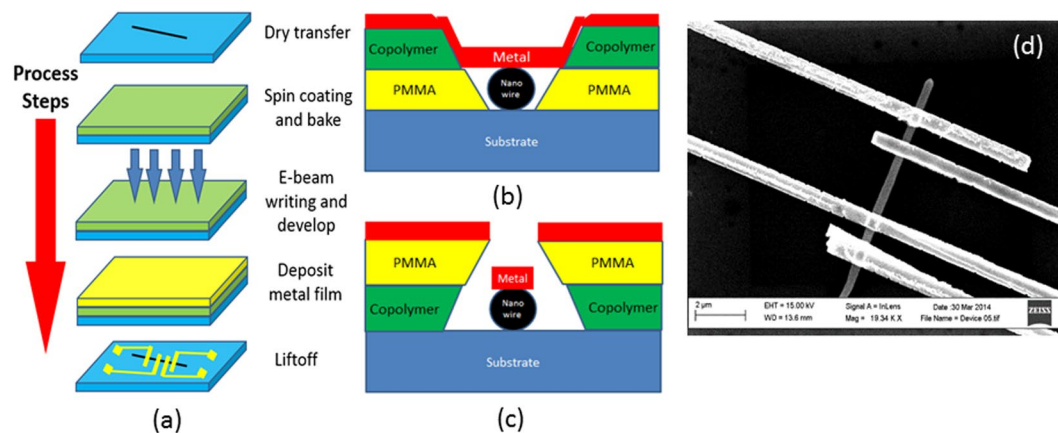 Process
Steps
Dry transfer
Spin coating
and bake
E-beam
writing and
develop
Deposit
metal film
Liftoff
(a)
Copolymer
Metal
Copolymer
PMMA
Nano
wire
PMMA
Substrate
(b)
PMMA
Metal
PMMA
Copolymer
Nano
wire
Copolymer
Substrate
(c)
(d)
2 µm
EHT = 15.00 kV
Signal A = InLens
Date :30 Mar 2014
WD = 13.6 mm
Mag = 19.34 K X
File Name = Device 05.tif
ZEISS